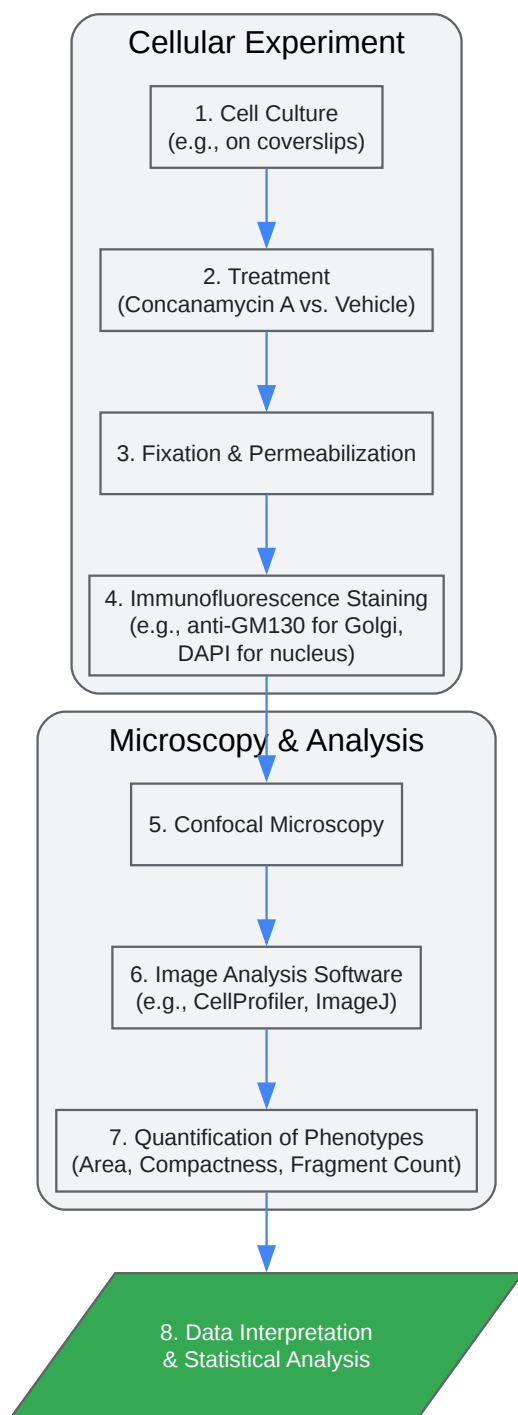 Cellular Experiment
1. Cell Culture
(e.g., on coverslips)
2. Treatment
(Concanamycin A vs. Vehicle)
3. Fixation & Permeabilization
4. Immunofluorescence Staining
(e.g., anti-GM130 for Golgi,
DAPI for nucleus)
Microscopy & Analysis
5. Confocal Microscopy
6. Image Analysis Software
(e.g., CellProfiler, ImageJ)
7. Quantification of Phenotypes
(Area, Compactness, Fragment Count)
8. Data Interpretation
& Statistical Analysis